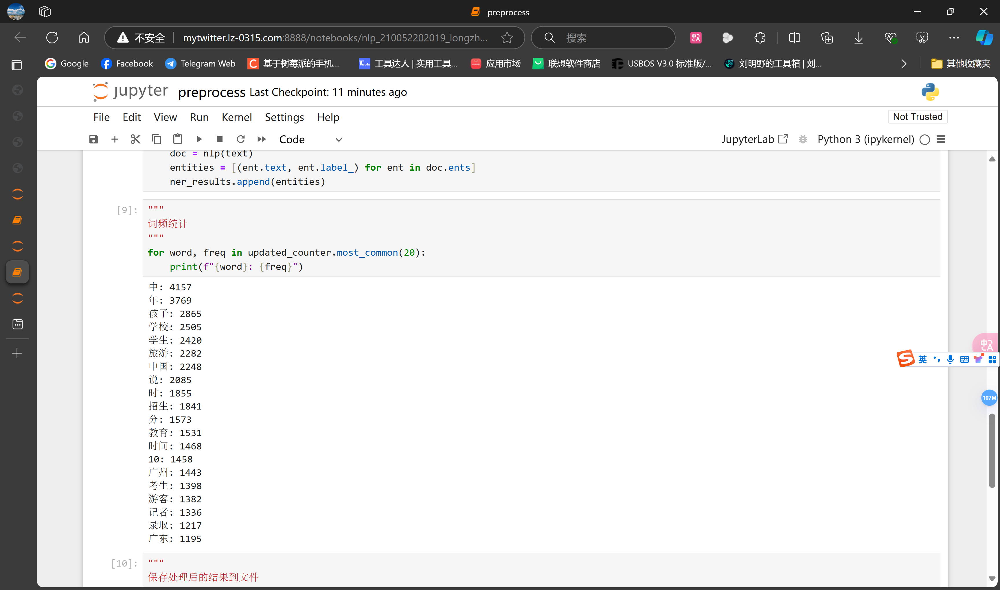 preprocess
不安全
mytwitter.lz-0315.com:8888/notebooks/nlp_210052202019_longzh...
搜索
Google
Facebook
Telegram Web
基于树莓派的手机...
Tools
工具达人 | 实用工具...
应用市场
联想软件商店
USBOS V3.0 标准版/...
刘明野的工具箱 | 刘...
其他收藏夹
jupyter preprocess Last Checkpoint: 11 minutes ago
File Edit View Run Kernel Settings Help
Not Trusted
Code
JupyterLab
Python 3 (ipykernel)
doc = nlp(text)
entities = [(ent.text, ent.label_) for ent in doc.ents]
ner_results.append(entities)
[9]:
"""
词频统计
"""
for word, freq in updated_counter.most_common(20):
print(f"{word}: {freq}")
中: 4157
年: 3769
孩子: 2865
学校: 2505
学生: 2420
旅游: 2282
中国: 2248
说: 2085
时: 1855
招生: 1841
分: 1573
教育: 1531
时间: 1468
10: 1458
广州: 1443
考生: 1398
游客: 1382
记者: 1336
录取: 1217
广东: 1195
[10]:
"""
保存处理后的结果到文件
中A
英
107M